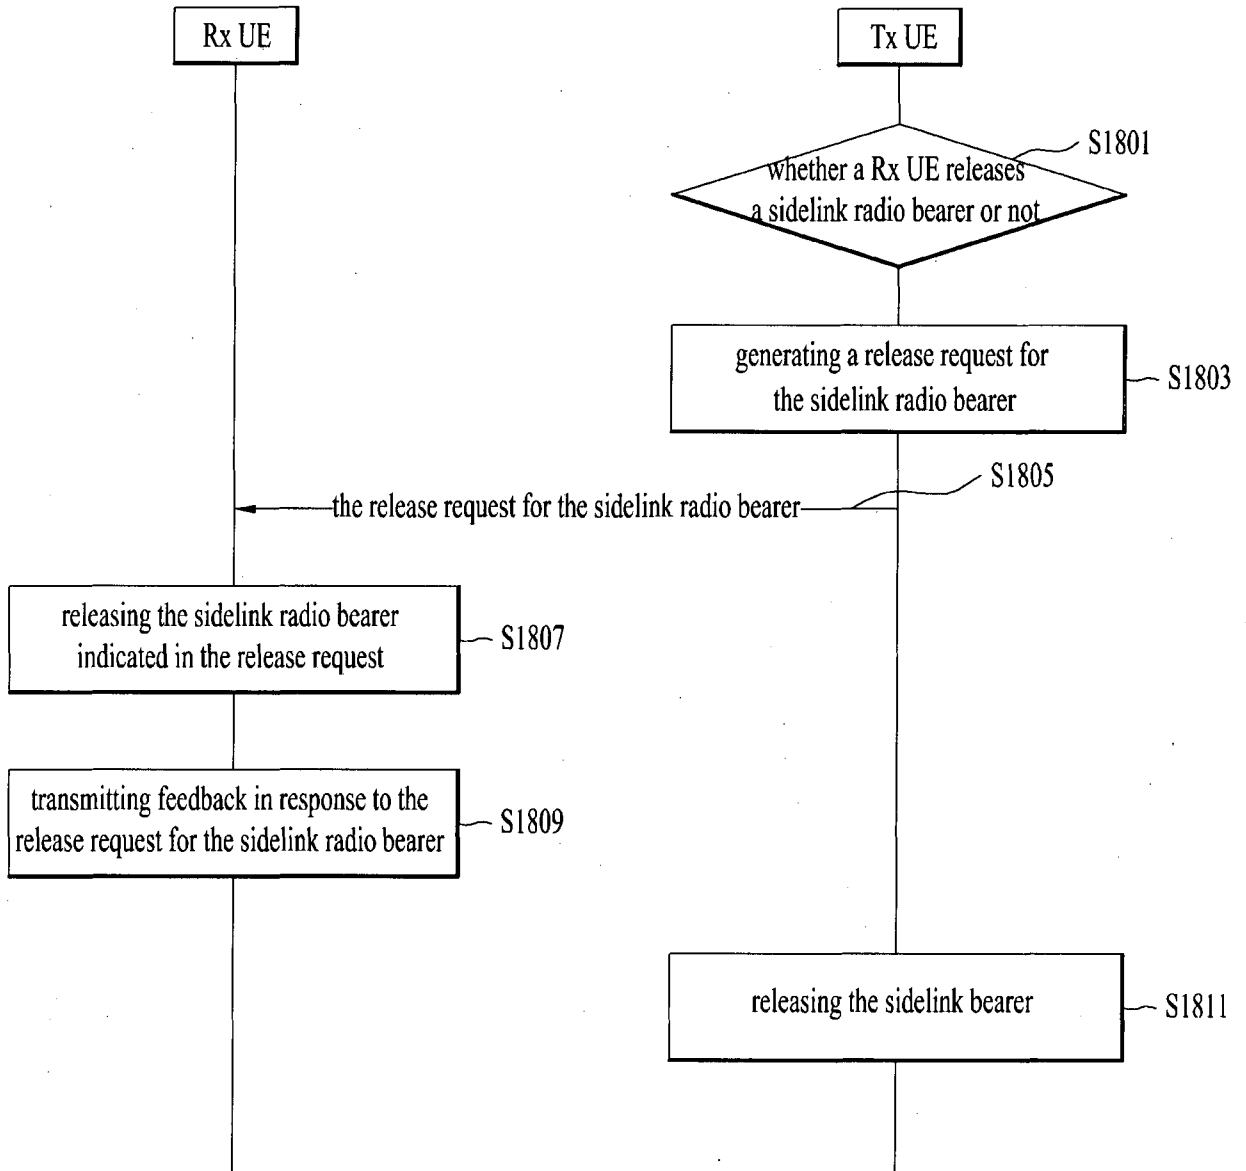 Rx UE
Tx UE
S1801
whether a Rx UE releases
a sidelink radio bearer or not
generating a release request for
the sidelink radio bearer
S1803
S1805
the release request for the sidelink radio bearer
releasing the sidelink radio bearer
indicated in the release request
S1807
transmitting feedback in response to the
release request for the sidelink radio bearer
S1809
releasing the sidelink bearer
S1811